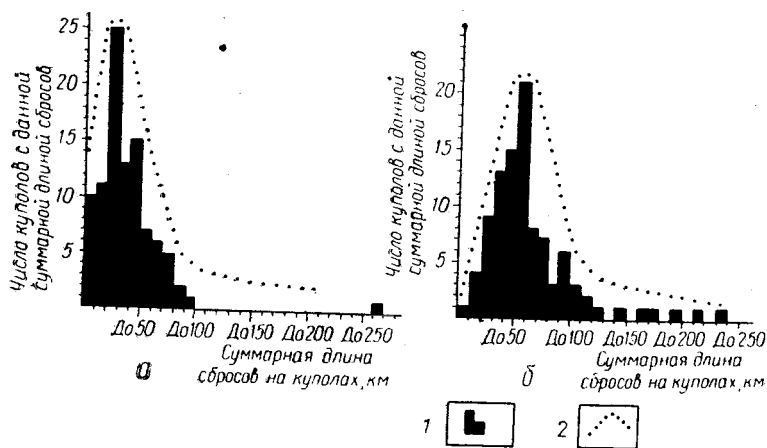 Число куполов с данной
суммарной длиной сбросов
25
20
15
10
5
До50 До100 До150 До200 До250
Суммарная длина
сбросов на куполах, км
а
Число куполов с данной
суммарной длиной сбросов
20
15
10
5
До50 До100 До150 До200 До250
Суммарная длина
сбросов на куполах, км
б
1
2